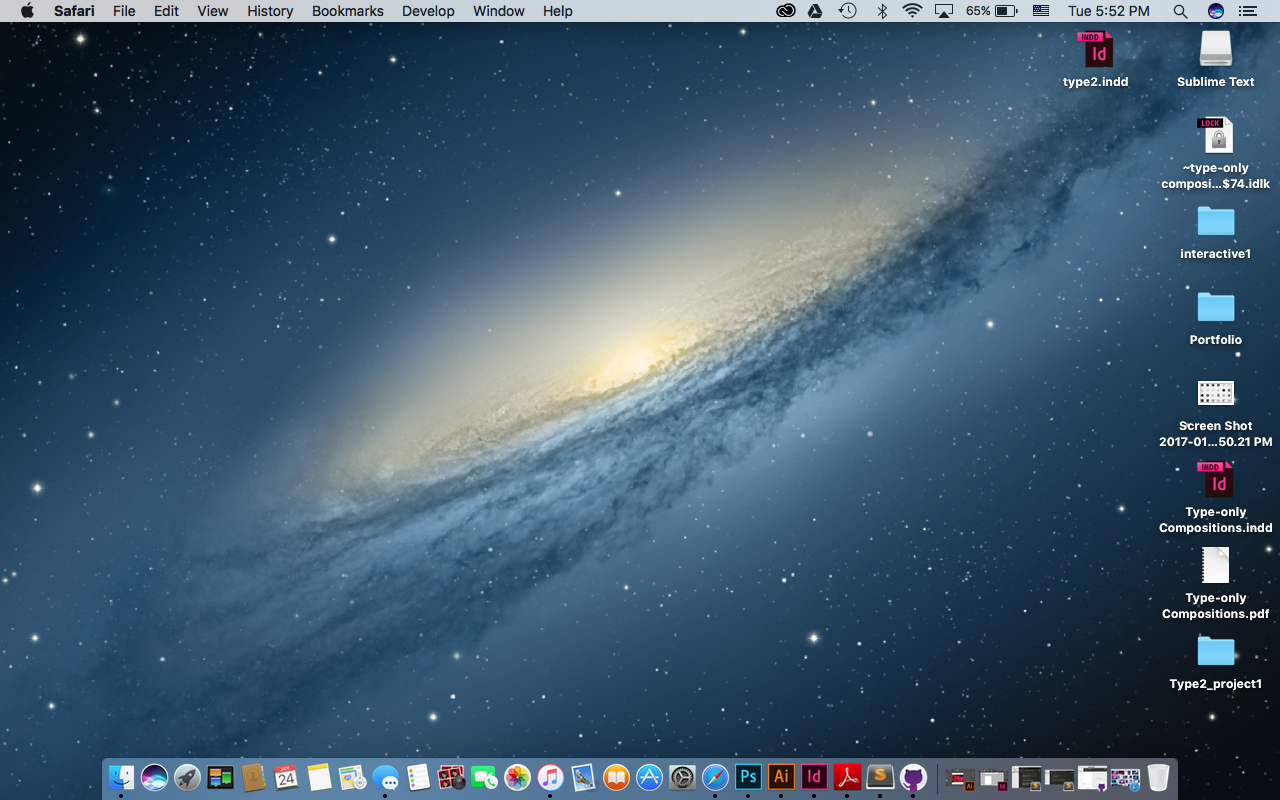 Safari File Edit View History Bookmarks Develop Window Help 65% Tue 5:52 PM
INDD
Id
type2.indd
Sublime Text
LOCK
~type-only
composi...$74.idlk
interactive1
Portfolio
Screen Shot
2017-01...50.21 PM
INDD
Id
Type-only
Compositions.indd
Type-only
Compositions.pdf
Type2_project1
JAN
24
Ps Ai Id S